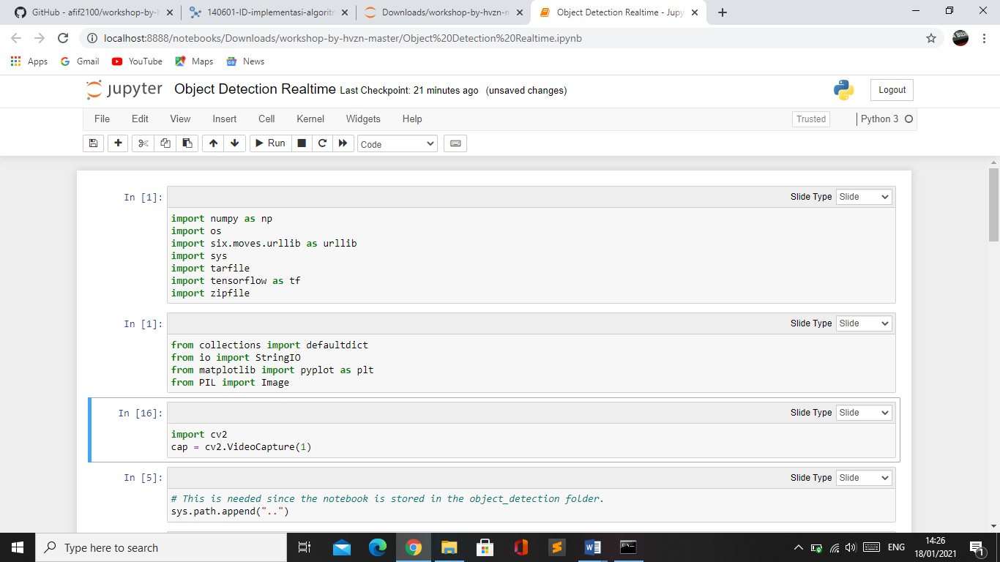 GitHub - afif2100/workshop-by-h
140601-ID-implementasi-algoritm
Downloads/workshop-by-hvzn-m
Object Detection Realtime - Jupy
localhost:8888/notebooks/Downloads/workshop-by-hvzn-master/Object%20Detection%20Realtime.ipynb
Apps Gmail YouTube Maps News
jupyter Object Detection Realtime Last Checkpoint: 21 minutes ago (unsaved changes) Logout
File Edit View Insert Cell Kernel Widgets Help Trusted Python 3
Run Code
In [1]: Slide Type Slide
import numpy as np
import os
import six.moves.urllib as urllib
import sys
import tarfile
import tensorflow as tf
import zipfile
In [1]: Slide Type Slide
from collections import defaultdict
from io import StringIO
from matplotlib import pyplot as plt
from PIL import Image
In [16]: Slide Type Slide
import cv2
cap = cv2.VideoCapture(1)
In [5]: Slide Type Slide
# This is needed since the notebook is stored in the object_detection folder.
sys.path.append("..")
Type here to search
ENG
14:26
18/01/2021
1